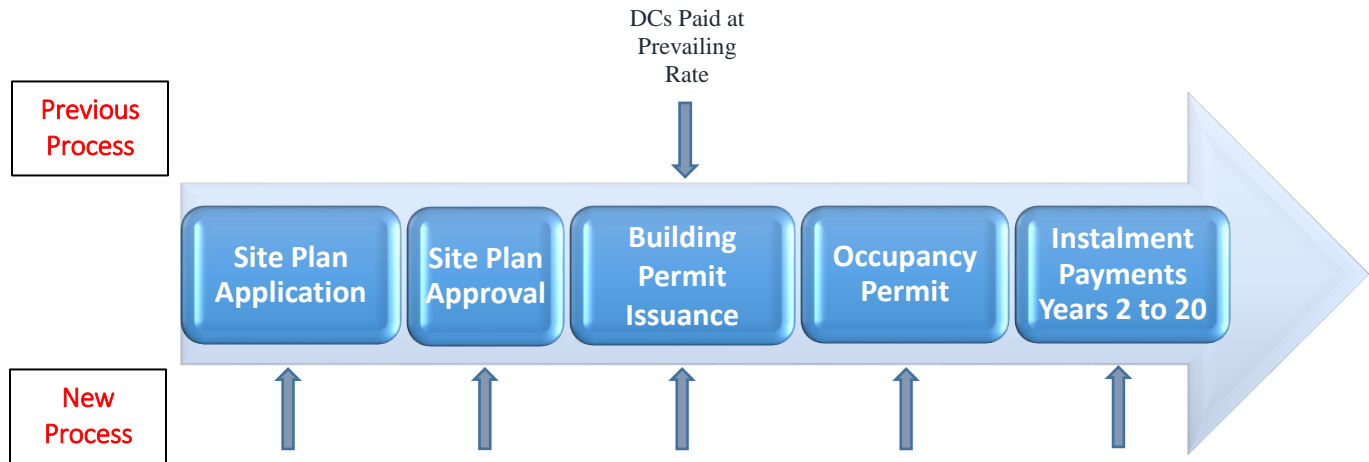 DCs Paid at
Prevailing
Rate
Previous
Process
Site Plan
Application
Site Plan
Approval
Building
Permit
Issuance
Occupancy
Permit
Instalment
Payments
Years 2 to 20
New
Process